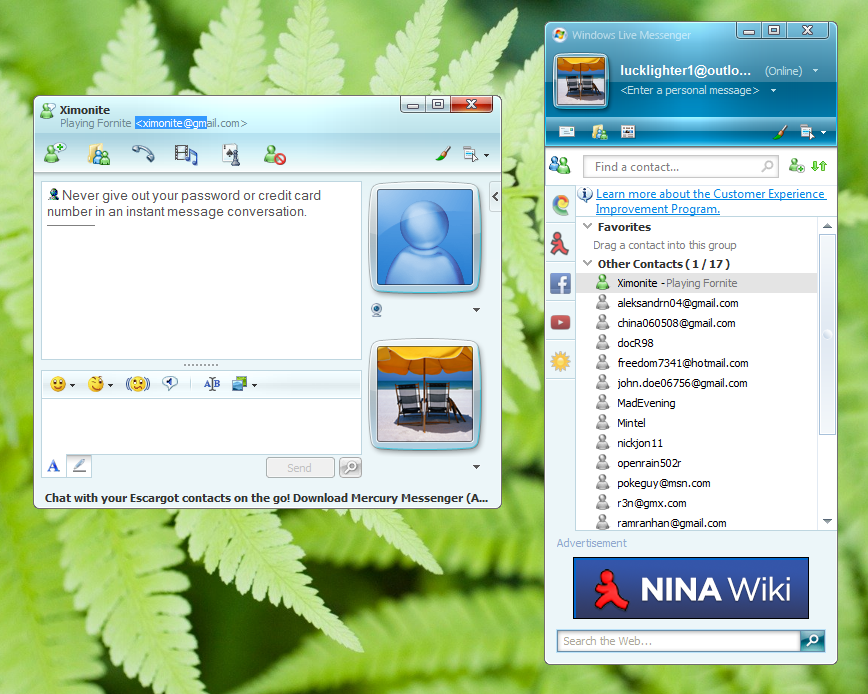 Ximonite
Playing Fornite <ximonite@gmail.com>
Never give out your password or credit card
number in an instant message conversation.
A
Send
Chat with your Escargot contacts on the go! Download Mercury Messenger (A...
Windows Live Messenger
lucklighter1@outlo... (Online)
<Enter a personal message>
Find a contact...
Learn more about the Customer Experience
Improvement Program.
Favorites
Drag a contact into this group
Other Contacts ( 1 / 17 )
Ximonite - Playing Fornite
aleksandrn04@gmail.com
china060508@gmail.com
docR98
freedom7341@hotmail.com
john.doe06756@gmail.com
MadEvening
Mintel
nickjon11
openrain502r
pokeguy@msn.com
r3n@gmx.com
ramranhan@gmail.com
Advertisement
NINA Wiki
Search the Web...